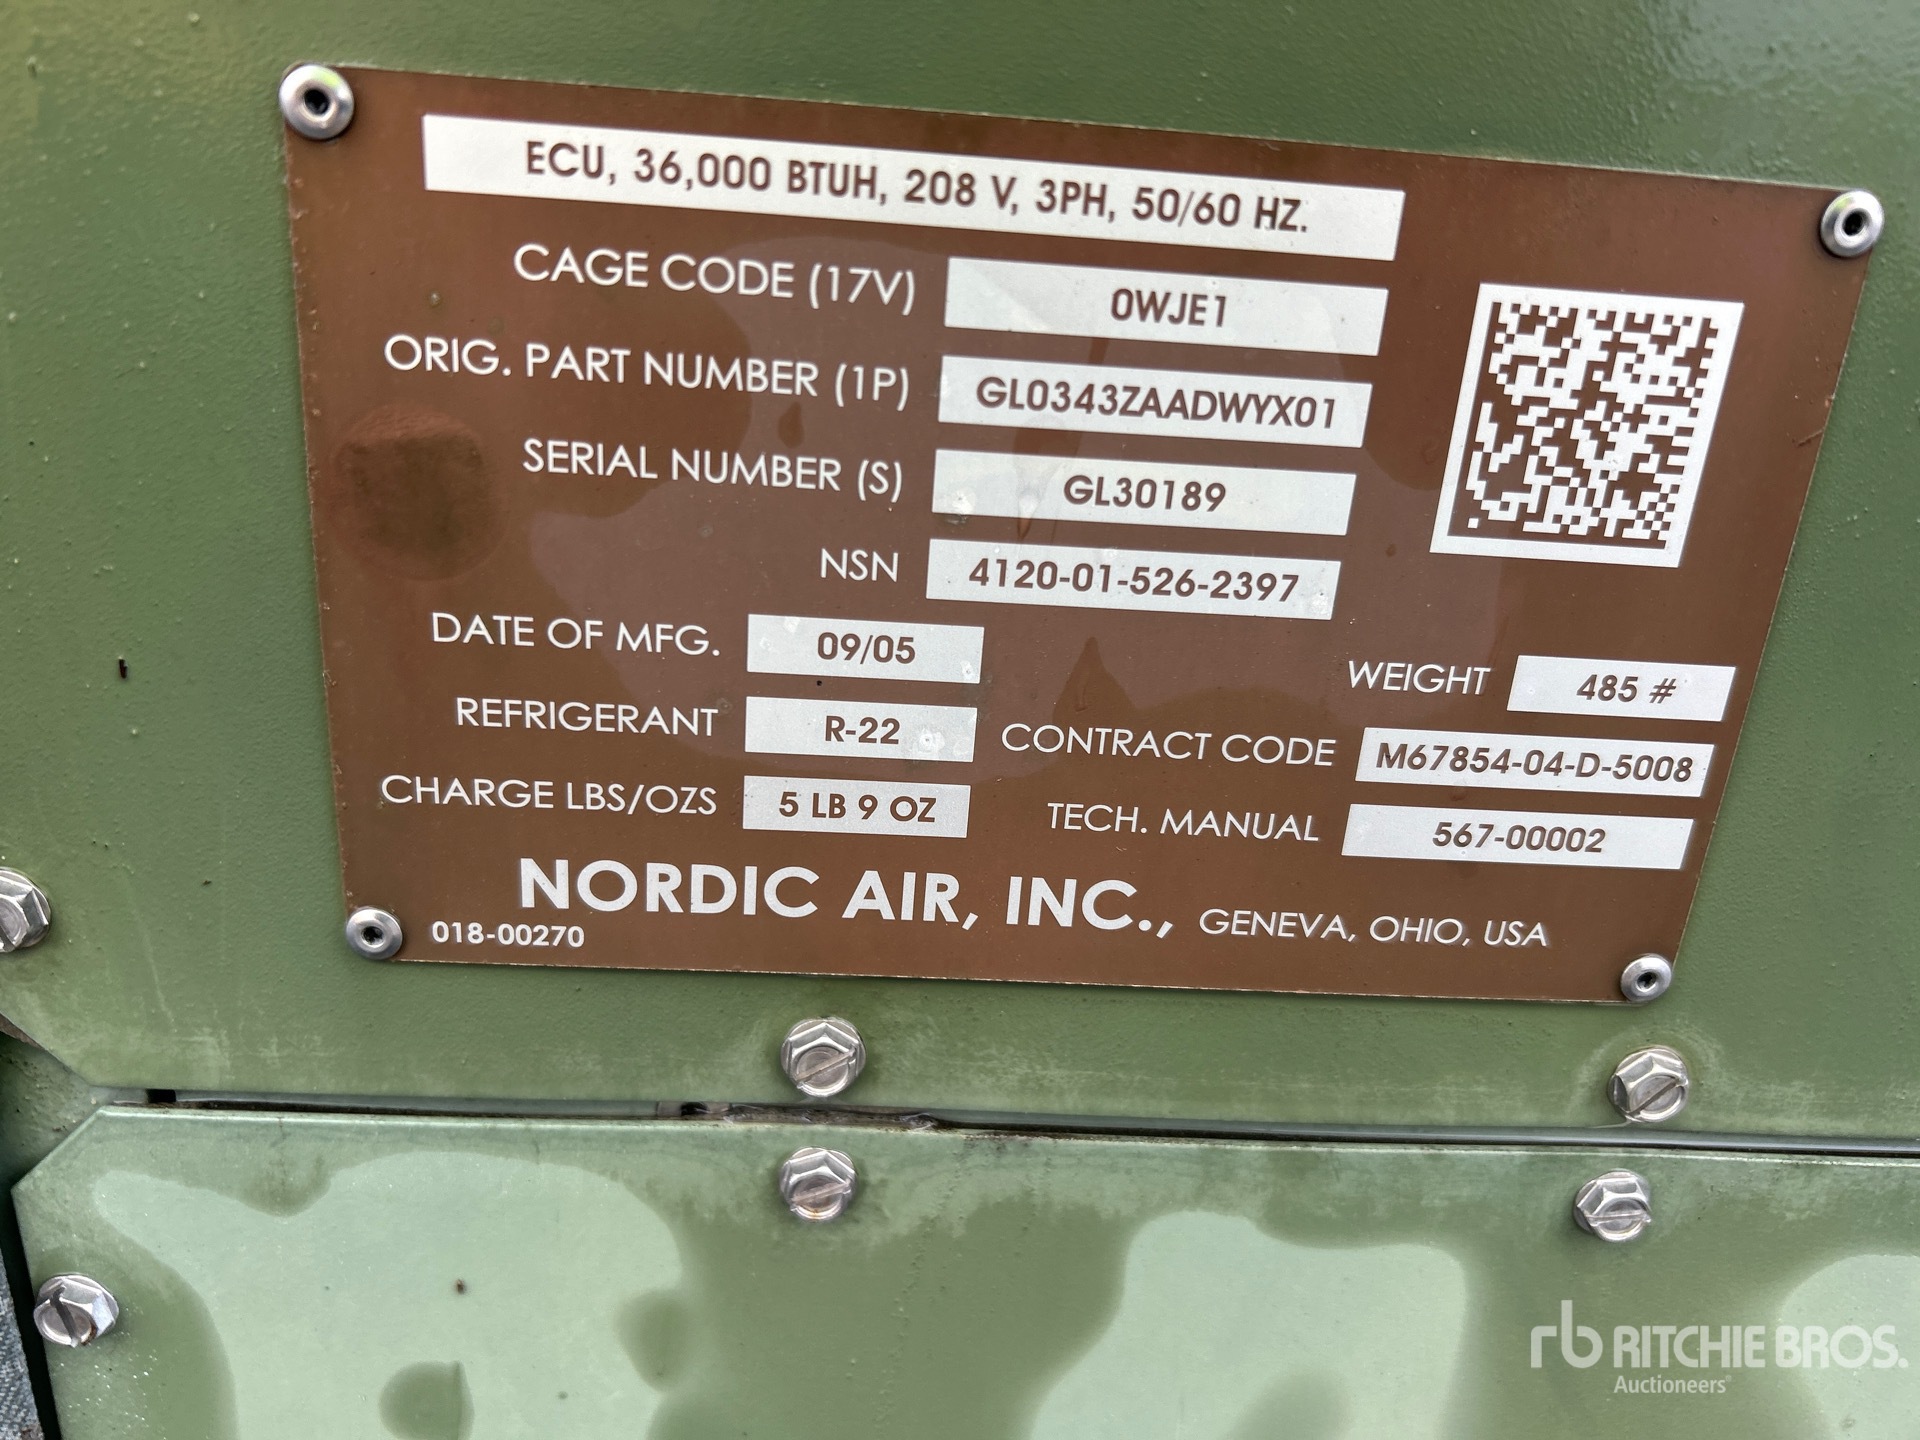 ECU, 36,000 BTUH, 208 V, 3PH, 50/60 HZ.
CAGE CODE (17V) 0WJE1
ORIG. PART NUMBER (1P) GL0343ZAADWYX01
SERIAL NUMBER (S) GL30189
NSN 4120-01-526-2397
DATE OF MFG. 09/05
WEIGHT 485 #
REFRIGERANT R-22
CONTRACT CODE M67854-04-D-5008
CHARGE LBS/OZS 5 LB 9 OZ
TECH. MANUAL 567-00002
NORDIC AIR, INC., GENEVA, OHIO, USA
018-00270
rb RITCHIE BROS.
Auctioneers